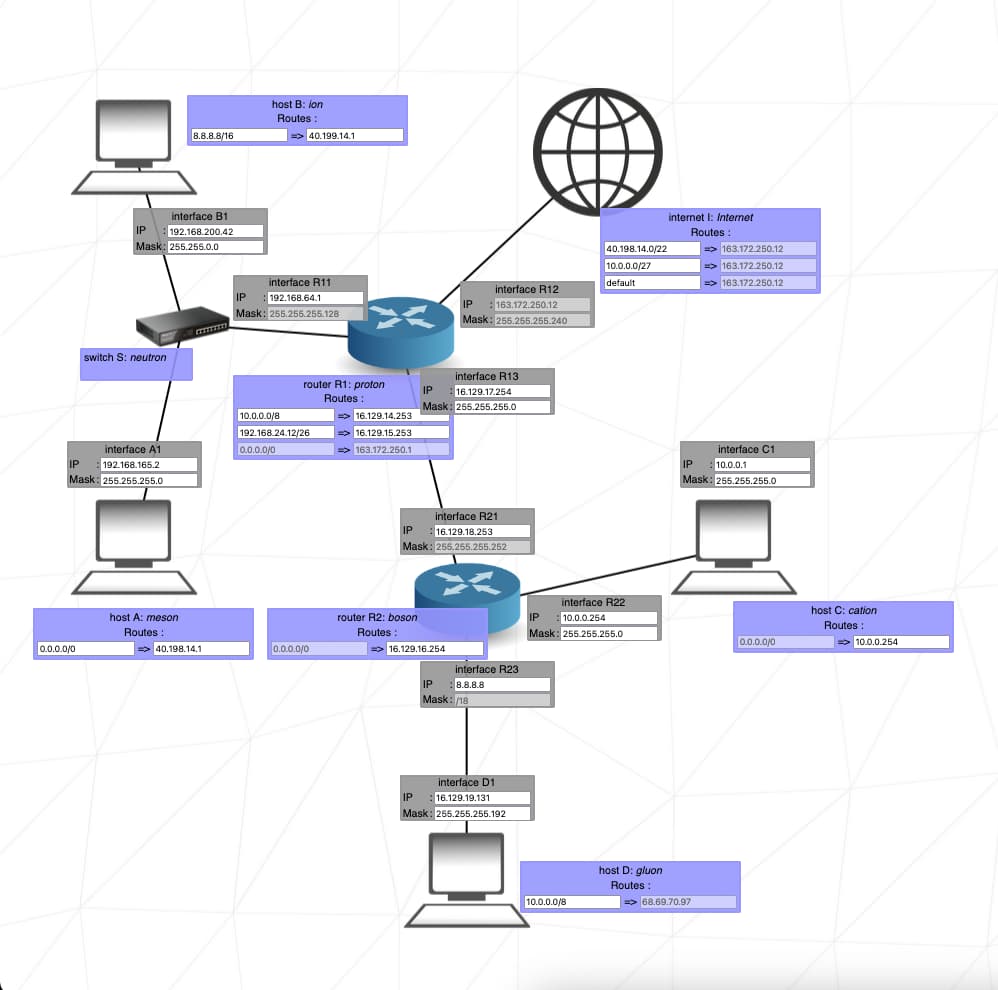 host B: ion
Routes :
8.8.8.8/16 => 40.199.14.1
interface B1
IP : 192.168.200.42
Mask: 255.255.0.0
internet I: Internet
Routes :
40.198.14.0/22 => 163.172.250.12
10.0.0.0/27 => 163.172.250.12
default => 163.172.250.12
interface R11
IP : 192.168.64.1
Mask: 255.255.255.128
interface R12
IP : 163.172.250.12
Mask: 255.255.255.240
switch S: neutron
router R1: proton
Routes :
10.0.0.0/8 => 16.129.14.253
192.168.24.12/26 => 16.129.15.253
0.0.0.0/0 => 163.172.250.1
interface R13
IP : 16.129.17.254
Mask: 255.255.255.0
interface A1
IP : 192.168.165.2
Mask: 255.255.255.0
interface C1
IP : 10.0.0.1
Mask: 255.255.255.0
interface R21
IP : 16.129.18.253
Mask: 255.255.255.252
host A: meson
Routes :
0.0.0.0/0 => 40.198.14.1
router R2: boson
Routes :
0.0.0.0/0 => 16.129.16.254
interface R22
IP : 10.0.0.254
Mask: 255.255.255.0
host C: cation
Routes :
0.0.0.0/0 => 10.0.0.254
interface R23
IP : 8.8.8.8
Mask: /18
interface D1
IP : 16.129.19.131
Mask: 255.255.255.192
host D: gluon
Routes :
10.0.0.0/8 => 68.69.70.97